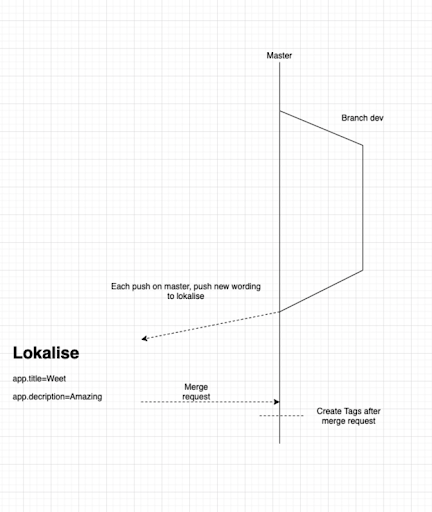 Master
Branch dev
Each push on master, push new wording
to lokalise
Lokalise
app.title=Weet
app.decription=Amazing
Merge
request
Create Tags after
merge request